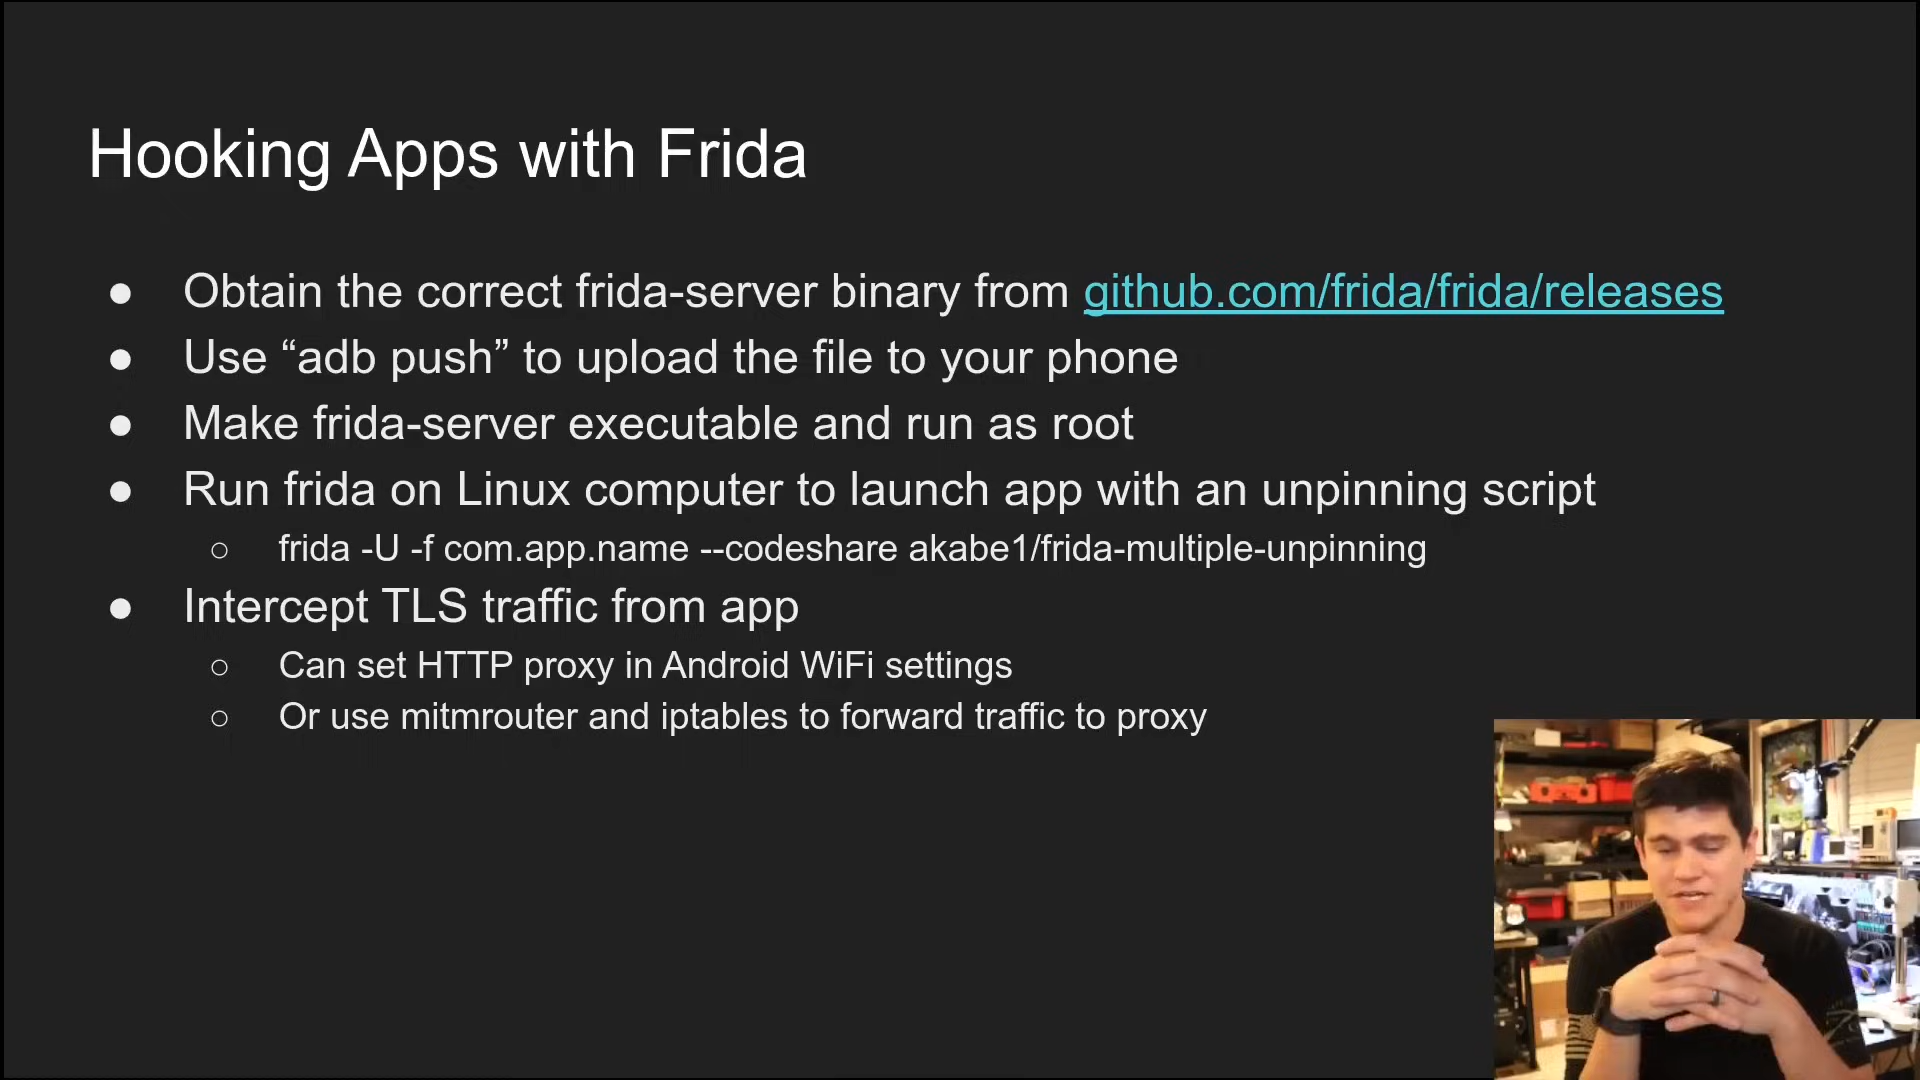 Hooking Apps with Frida
● Obtain the correct frida-server binary from github.com/frida/frida/releases
● Use “adb push” to upload the file to your phone
● Make frida-server executable and run as root
● Run frida on Linux computer to launch app with an unpinning script
○ frida -U -f com.app.name --codeshare akabe1/frida-multiple-unpinning
● Intercept TLS traffic from app
○ Can set HTTP proxy in Android WiFi settings
○ Or use mitmrouter and iptables to forward traffic to proxy